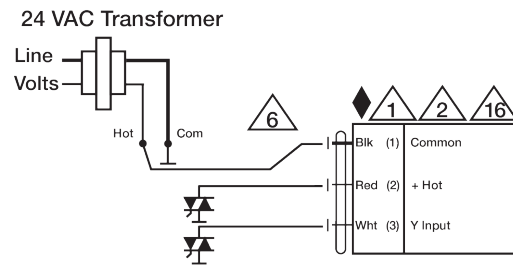 24 VAC Transformer
Line
Volts
Hot
Com
6
1
2
16
Blk (1) Common
Red (2) + Hot
Wht (3) Y Input